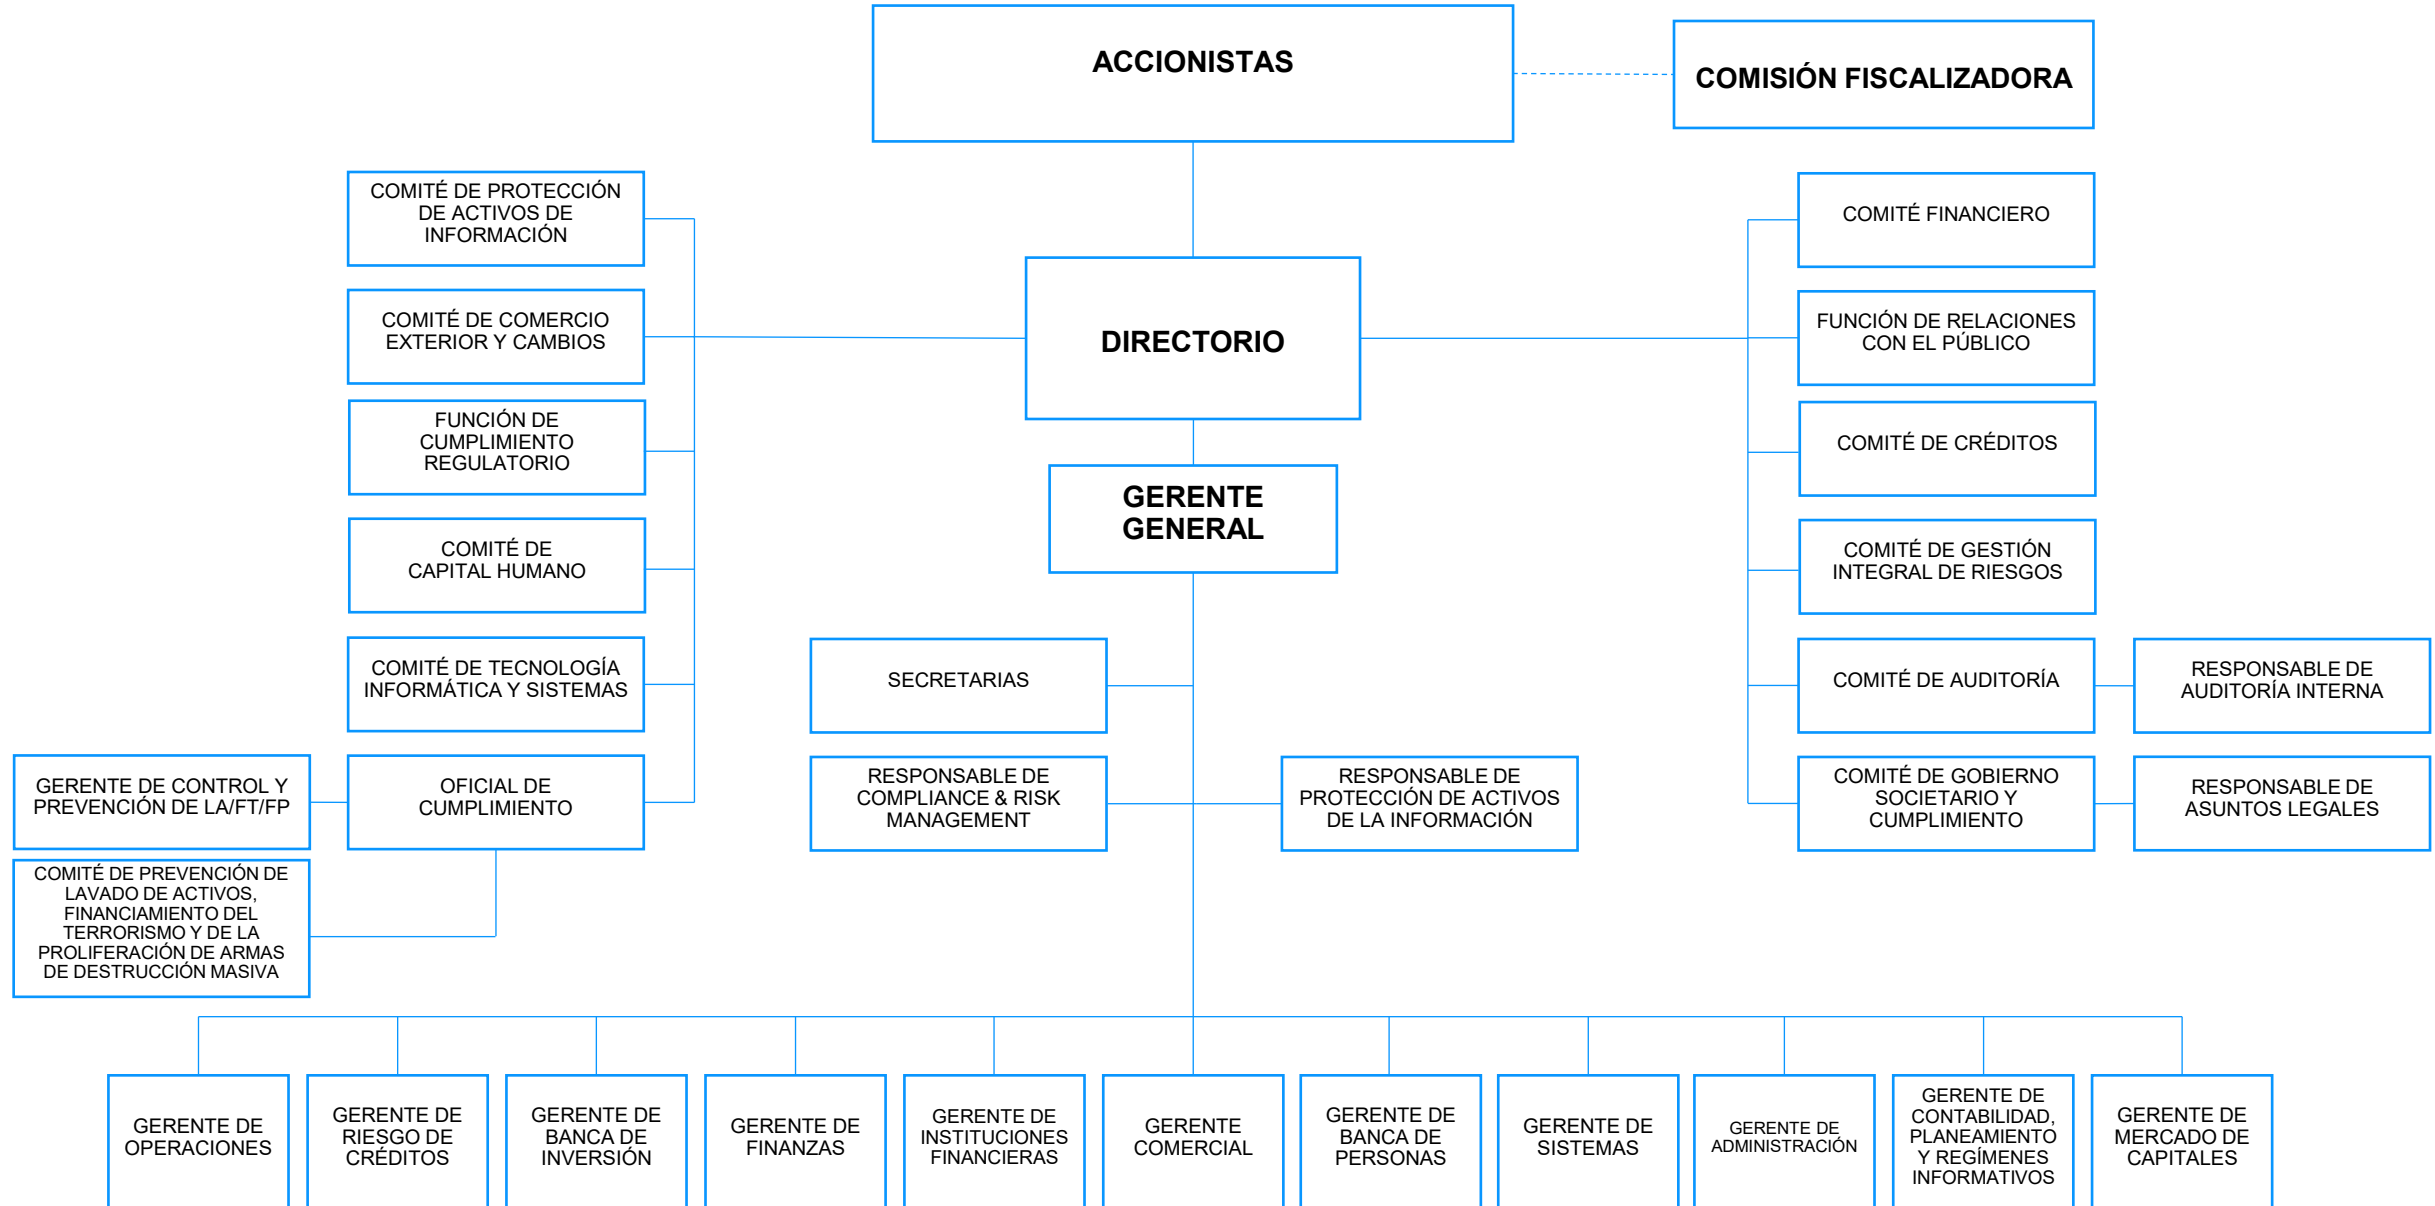 ACCIONISTAS
COMISIÓN FISCALIZADORA
COMITÉ DE PROTECCIÓN
DE ACTIVOS DE
INFORMACIÓN
COMITÉ DE COMERCIO
EXTERIOR Y CAMBIOS
FUNCIÓN DE
CUMPLIMIENTO
REGULATORIO
COMITÉ DE
CAPITAL HUMANO
COMITÉ DE TECNOLOGÍA
INFORMÁTICA Y SISTEMAS
OFICIAL DE
CUMPLIMIENTO
GERENTE DE CONTROL Y
PREVENCIÓN DE LA/FT/FP
COMITÉ DE PREVENCIÓN DE
LAVADO DE ACTIVOS,
FINANCIAMIENTO DEL
TERRORISMO Y DE LA
PROLIFERACIÓN DE ARMAS
DE DESTRUCCIÓN MASIVA
DIRECTORIO
GERENTE
GENERAL
SECRETARIAS
RESPONSABLE DE
COMPLIANCE & RISK
MANAGEMENT
RESPONSABLE DE
PROTECCIÓN DE ACTIVOS
DE LA INFORMACIÓN
COMITÉ FINANCIERO
FUNCIÓN DE RELACIONES
CON EL PÚBLICO
COMITÉ DE CRÉDITOS
COMITÉ DE GESTIÓN
INTEGRAL DE RIESGOS
COMITÉ DE AUDITORÍA
RESPONSABLE DE
AUDITORÍA INTERNA
COMITÉ DE GOBIERNO
SOCIETARIO Y
CUMPLIMIENTO
RESPONSABLE DE
ASUNTOS LEGALES
GERENTE DE
OPERACIONES
GERENTE DE
RIESGO DE
CRÉDITOS
GERENTE DE
BANCA DE
INVERSIÓN
GERENTE DE
FINANZAS
GERENTE DE
INSTITUCIONES
FINANCIERAS
GERENTE
COMERCIAL
GERENTE DE
BANCA DE
PERSONAS
GERENTE DE
SISTEMAS
GERENTE DE
ADMINISTRACIÓN
GERENTE DE
CONTABILIDAD,
PLANEAMIENTO
Y REGÍMENES
INFORMATIVOS
GERENTE DE
MERCADO DE
CAPITALES